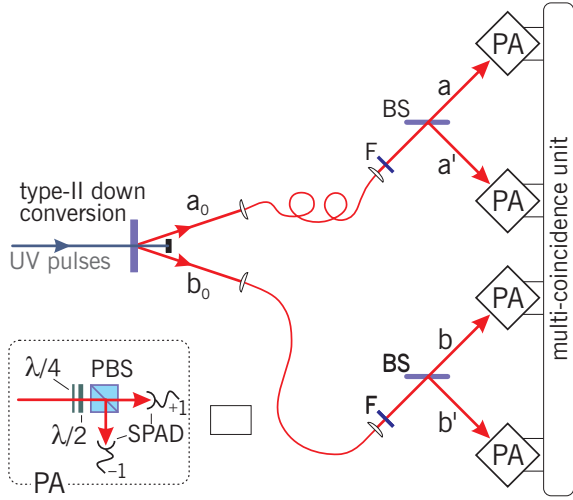 PA
a
BS
F
a'
type-II down
conversion
a₀
PA
UV pulses
b₀
multi-coincidence unit
PA
b
λ/4
PBS
BS
F
b'
+1
λ/2
SPAD
-1
PA
PA